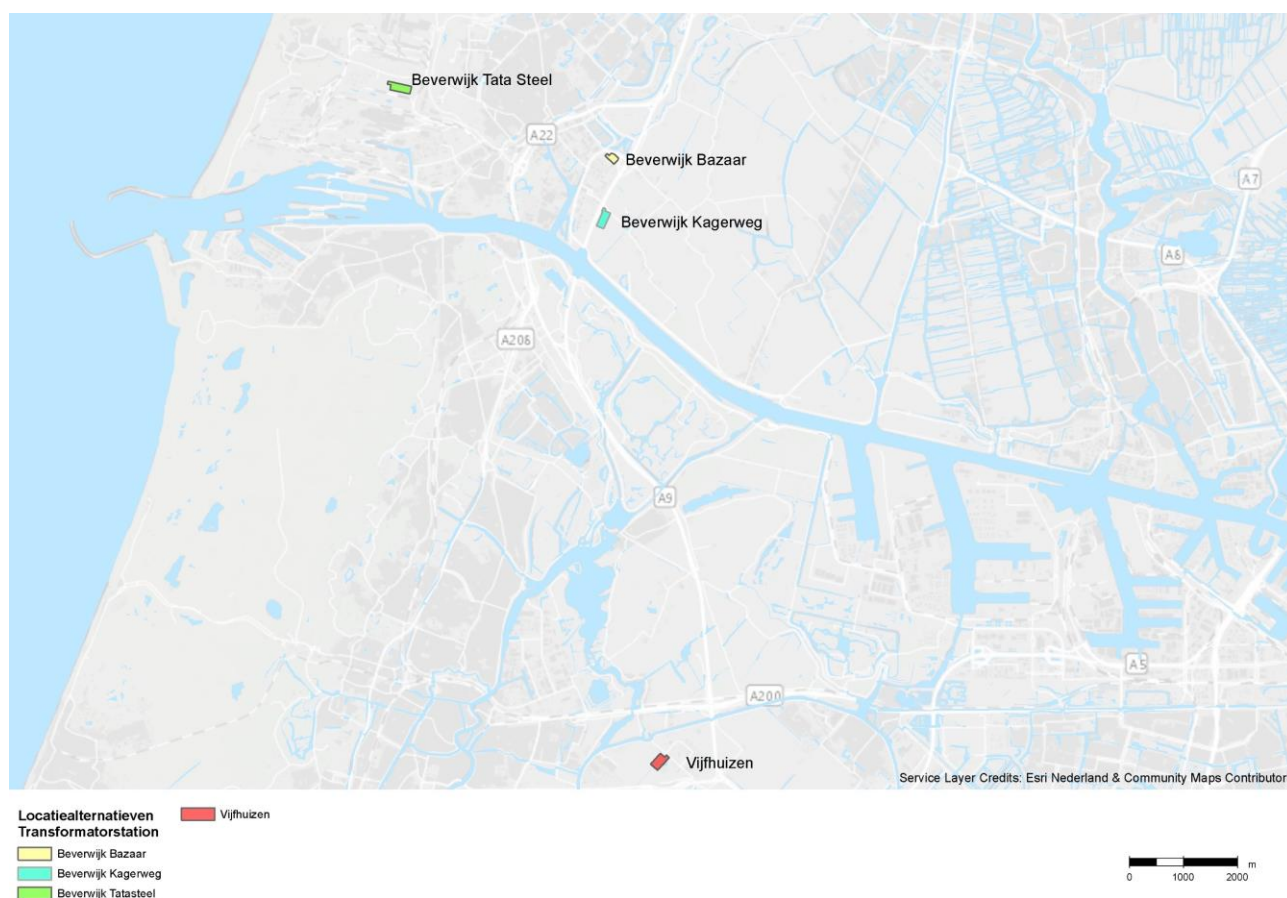 Beverwijk Tata Steel
A22
Beverwijk Bazaar
A7
Beverwijk Kagerweg
A8
A208
A9
A5
A200
Vijfhuizen
Service Layer Credits: Esri Nederland & Community Maps Contributor
Locatiealternatieven
Transformatorstation
Vijfhuizen
Beverwijk Bazaar
Beverwijk Kagerweg
Beverwijk Tatasteel
m
0 1000 2000